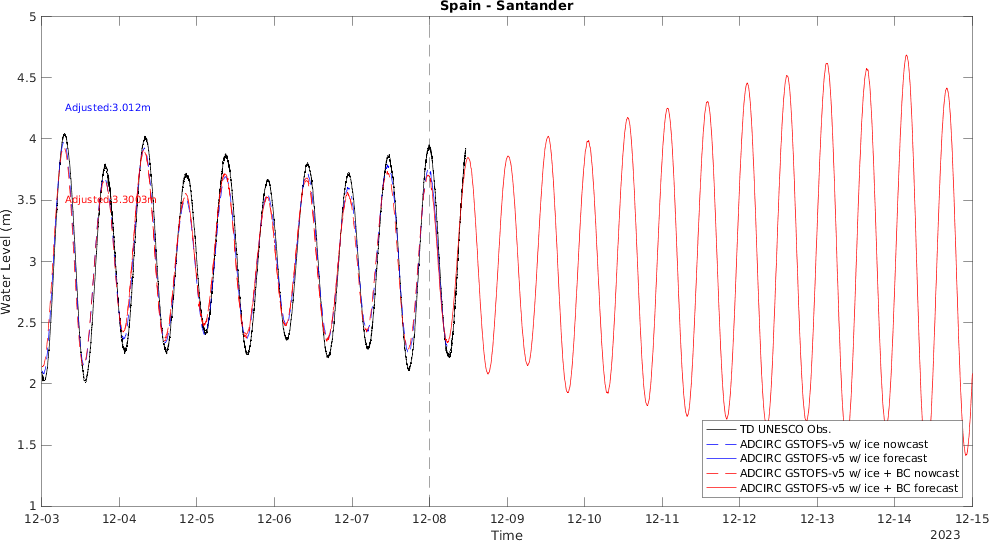 Spain - Santander
5
4.5
4
3.5
3
2.5
2
1.5
1
Water Level (m)
Adjusted:3.012m
Adjusted:3.3003m
TD UNESCO Obs.
ADCIRC GSTOFS-v5 w/ ice nowcast
ADCIRC GSTOFS-v5 w/ ice forecast
ADCIRC GSTOFS-v5 w/ ice + BC nowcast
ADCIRC GSTOFS-v5 w/ ice + BC forecast
12-03 12-04 12-05 12-06 12-07 12-08 12-09 12-10 12-11 12-12 12-13 12-14 12-15
Time
2023